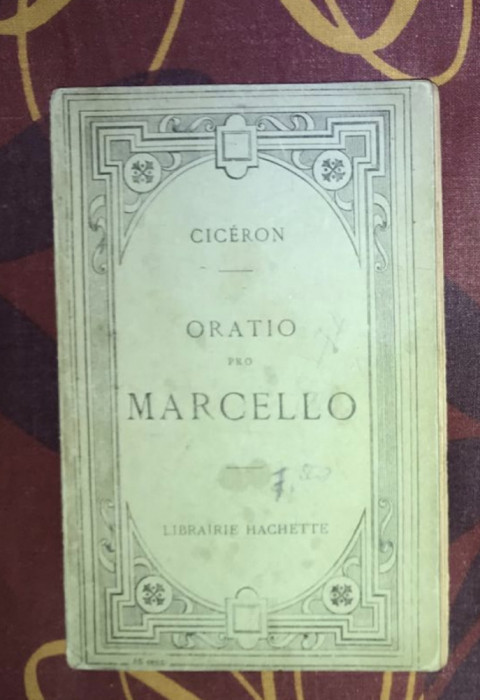 CICÉRON
ORATIO
PRO
MARCELLO
LIBRAIRIE HACHETTE